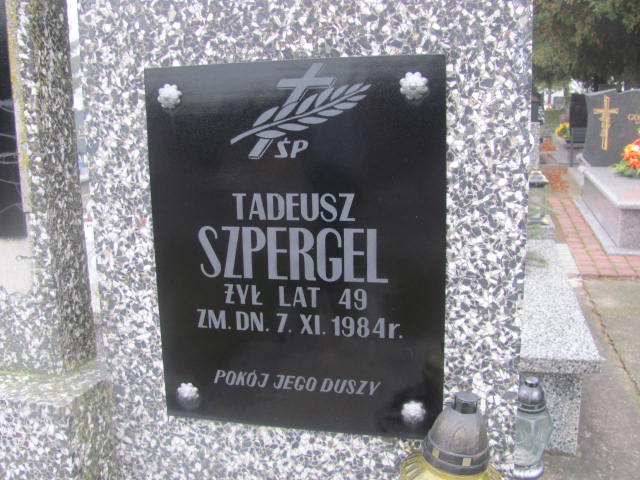 ŚP
TADEUSZ
SZPERGEL
ŻYŁ LAT 49
ZM. DN. 7. XI. 1984r.
POKÓJ JEGO DUSZY